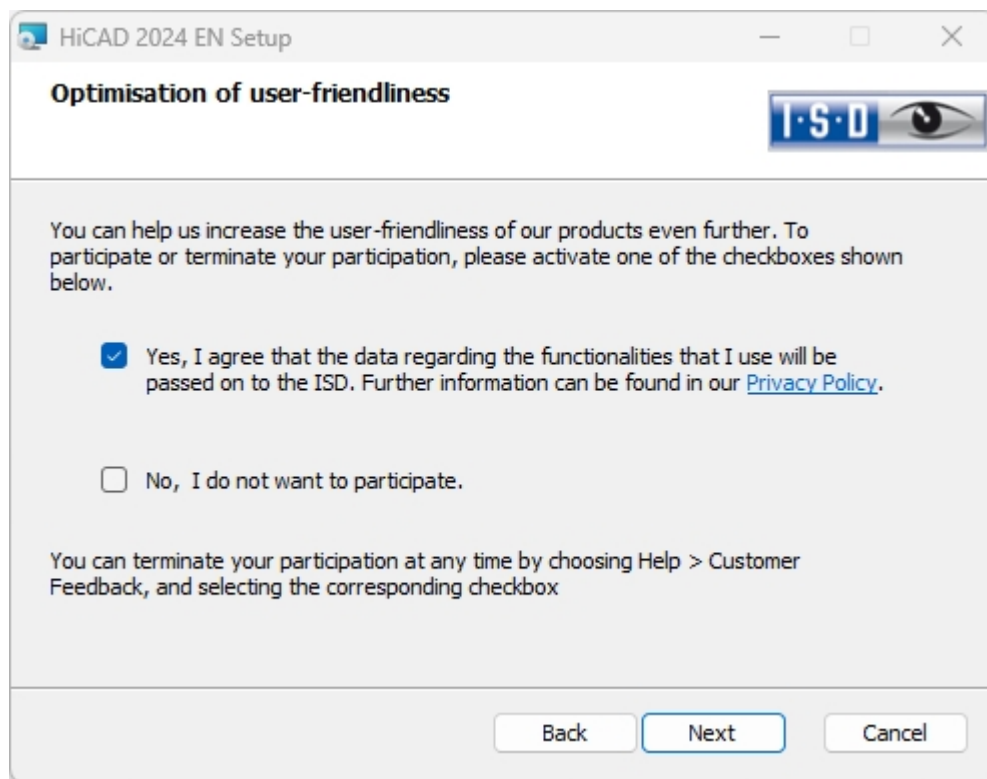 HiCAD 2024 EN Setup
Optimisation of user-friendliness
I·S·D
You can help us increase the user-friendliness of our products even further. To
participate or terminate your participation, please activate one of the checkboxes shown
below.
Yes, I agree that the data regarding the functionalities that I use will be
passed on to the ISD. Further information can be found in our Privacy Policy.
No, I do not want to participate.
You can terminate your participation at any time by choosing Help > Customer
Feedback, and selecting the corresponding checkbox
Back Next Cancel